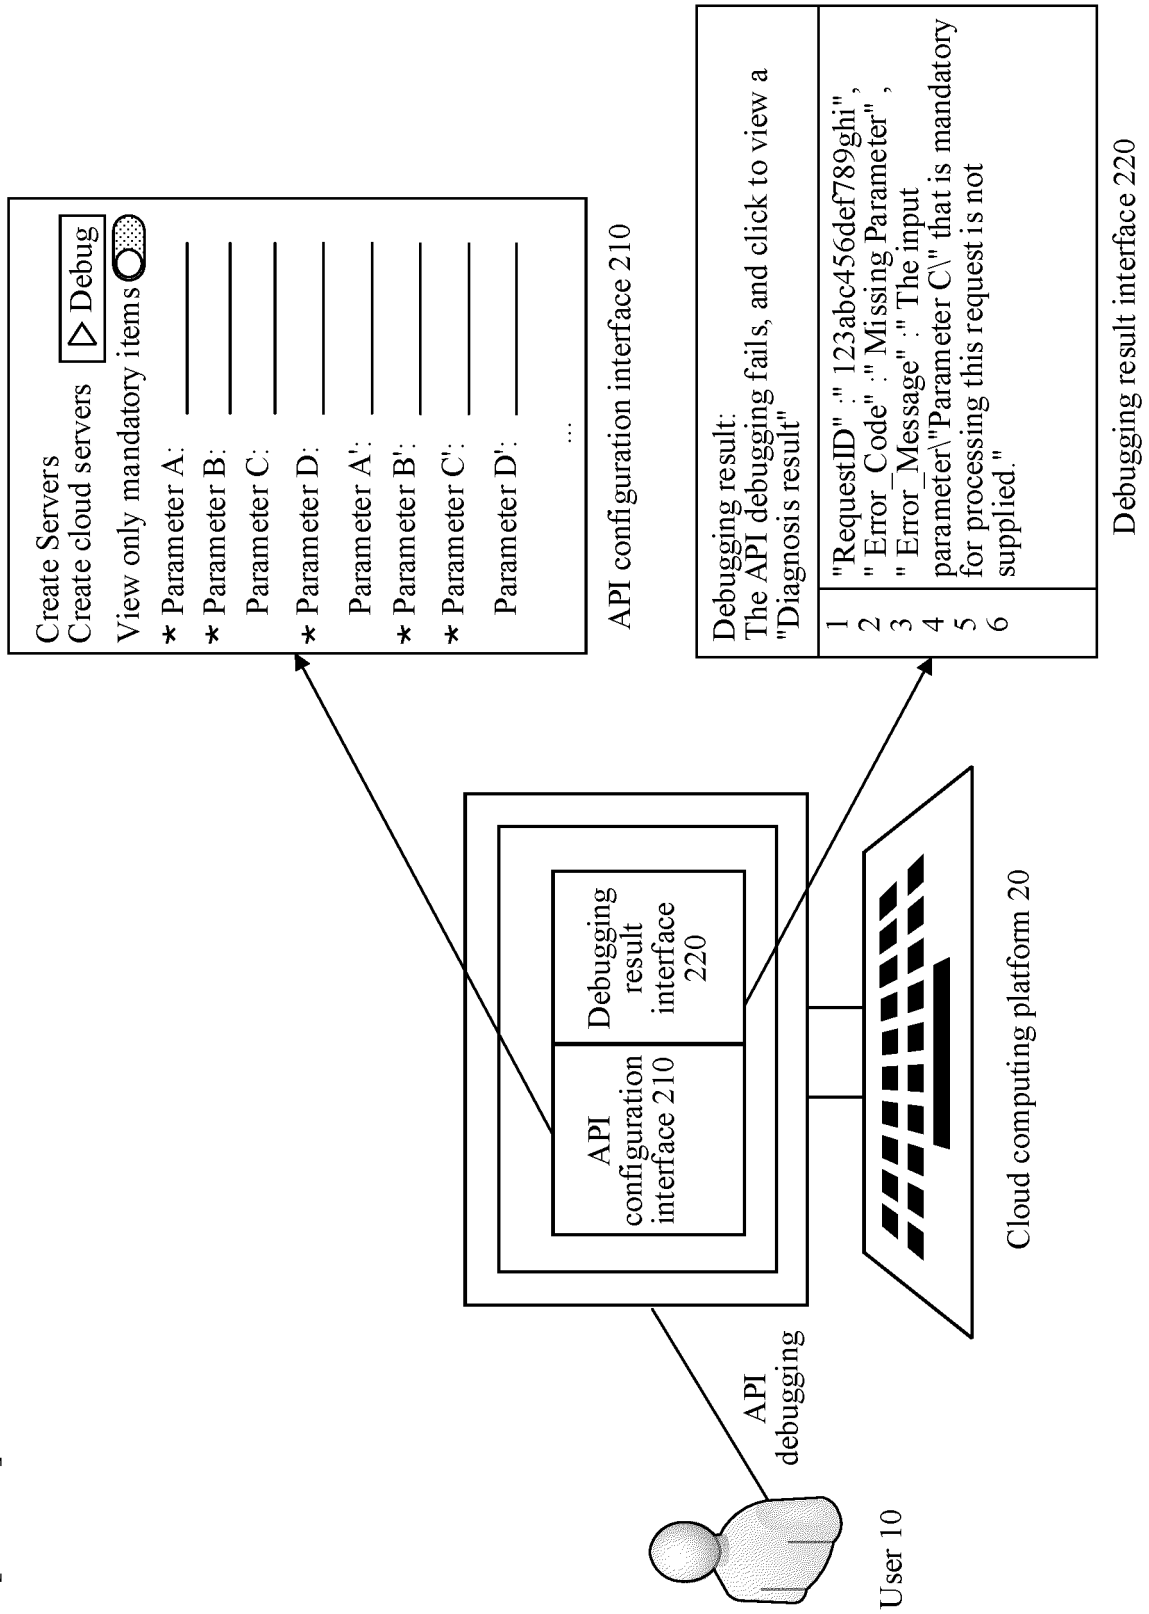 Create Servers
Create cloud servers
Debug
View only mandatory items
* Parameter A:
* Parameter B:
Parameter C:
* Parameter D:
Parameter A':
* Parameter B':
* Parameter C':
Parameter D':
...
API configuration interface 210
Debugging result:
The API debugging fails, and click to view a
"Diagnosis result"
1
2
3
4
5
6
"RequestID" :" 123abc456def789ghi",
" Error_Code" :" Missing Parameter" ,
" Error_Message" :" The input
parameter\"Parameter C\" that is mandatory
for processing this request is not
supplied."
Debugging result interface 220
API
configuration
interface 210
Debugging
result
interface
220
Cloud computing platform 20
API
debugging
User 10